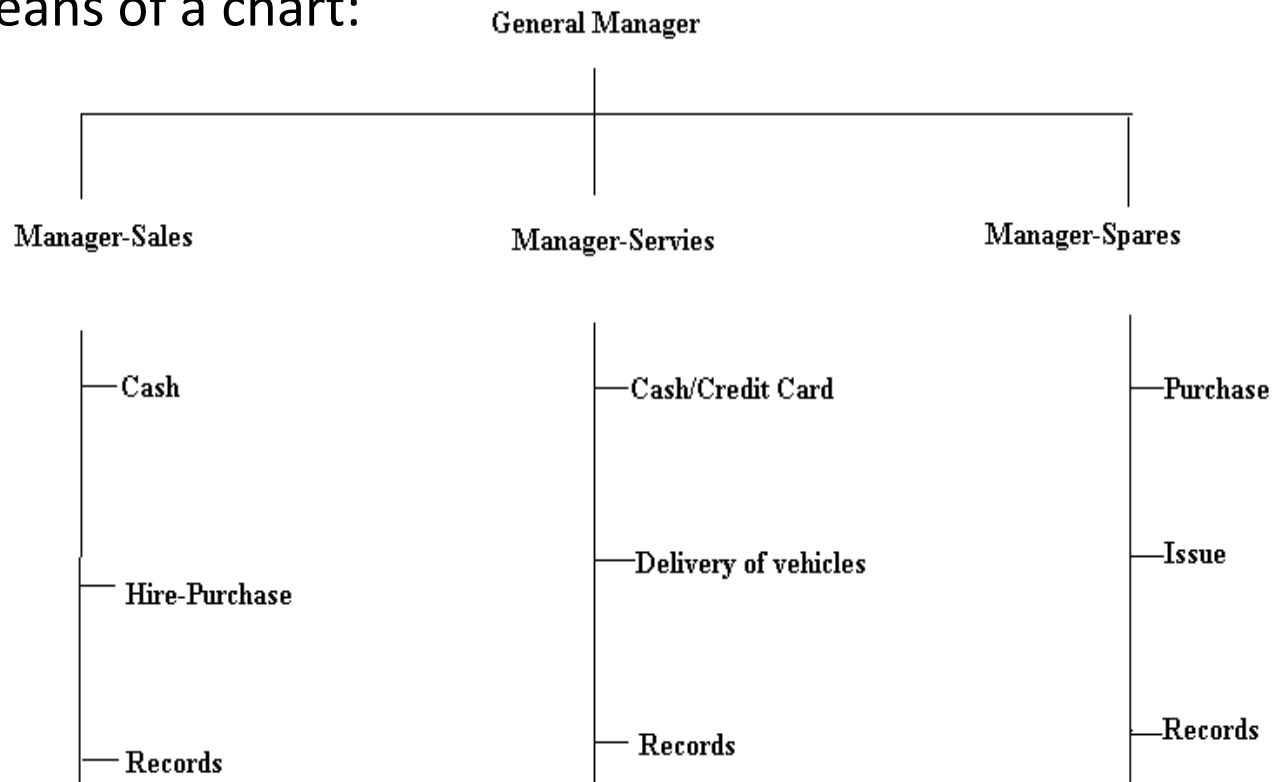 eans of a chart:
General Manager
Manager-Sales
Manager-Servies
Manager-Spares
Cash
Cash/Credit Card
Purchase
Hire-Purchase
Delivery of vehicles
Issue
Records
Records
Records